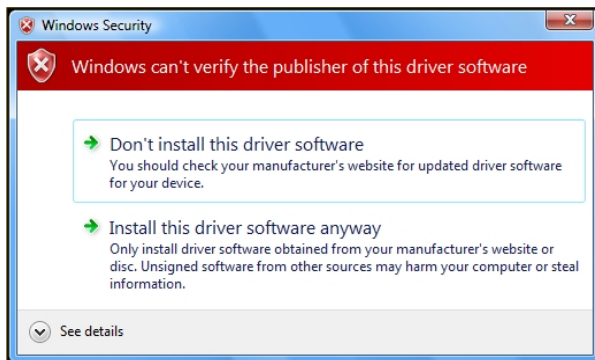 Windows Security
Windows can't verify the publisher of this driver software
Don't install this driver software
You should check your manufacturer's website for updated driver software
for your device.
Install this driver software anyway
Only install driver software obtained from your manufacturer's website or
disc. Unsigned software from other sources may harm your computer or steal
information.
See details